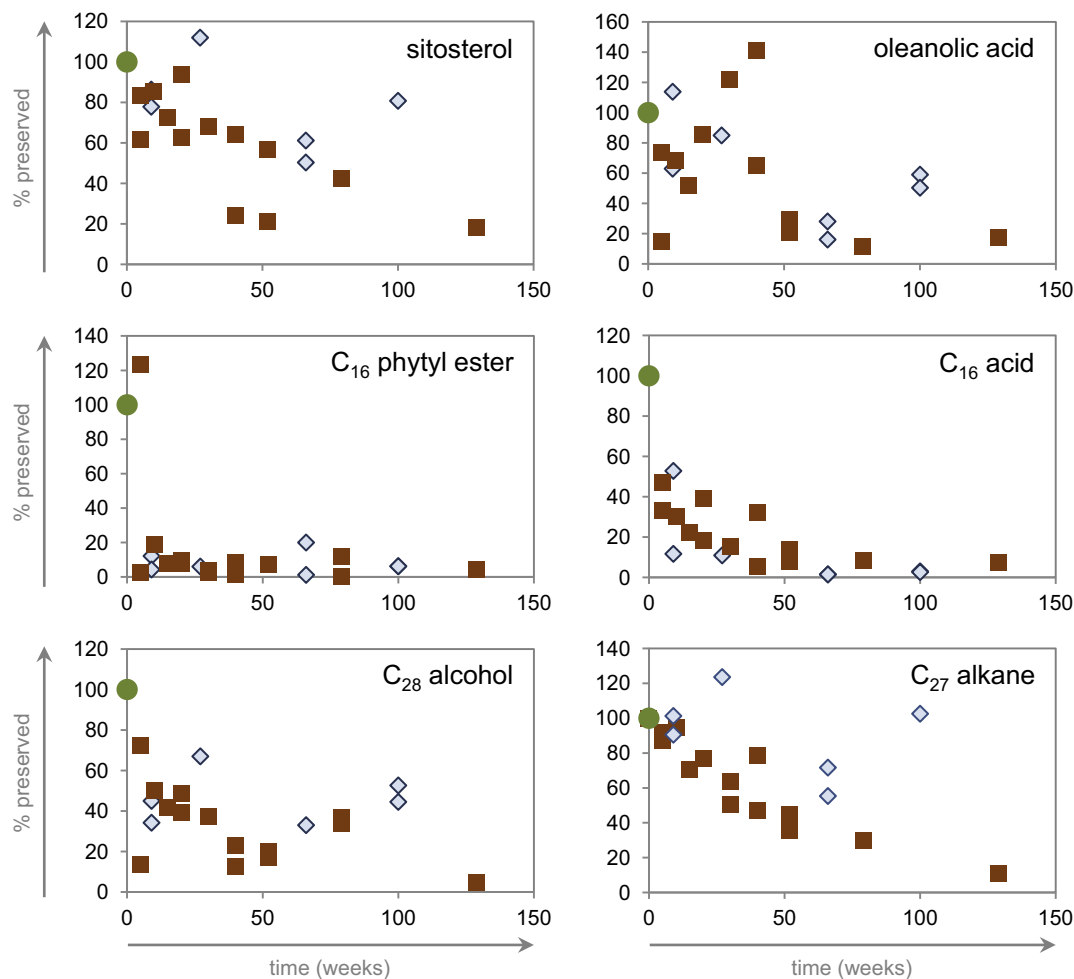 sitosterol
120
100
80
60
40
20
0
0 50 100 150
% preserved
oleanolic acid
160
140
120
100
80
60
40
20
0
0 50 100 150
C₁₆ phytyl ester
140
120
100
80
60
40
20
0
0 50 100 150
% preserved
C₁₆ acid
120
100
80
60
40
20
0
0 50 100 150
C₂₈ alcohol
120
100
80
60
40
20
0
0 50 100 150
% preserved
time (weeks)
C₂₇ alkane
140
120
100
80
60
40
20
0
0 50 100 150
time (weeks)